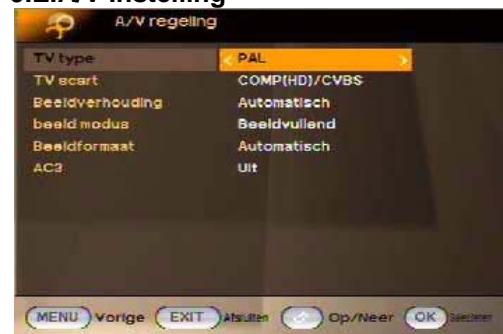 A/V regeling
TV type < PAL >
TV scart COMP(HD)/CVBS
Beeldverhouding Automatisch
beeld modus Beeldvullend
Beeldformaat Automatisch
AC3 Uit
MENU Vorige EXIT Afsluiten Op/Neer OK Selecteren